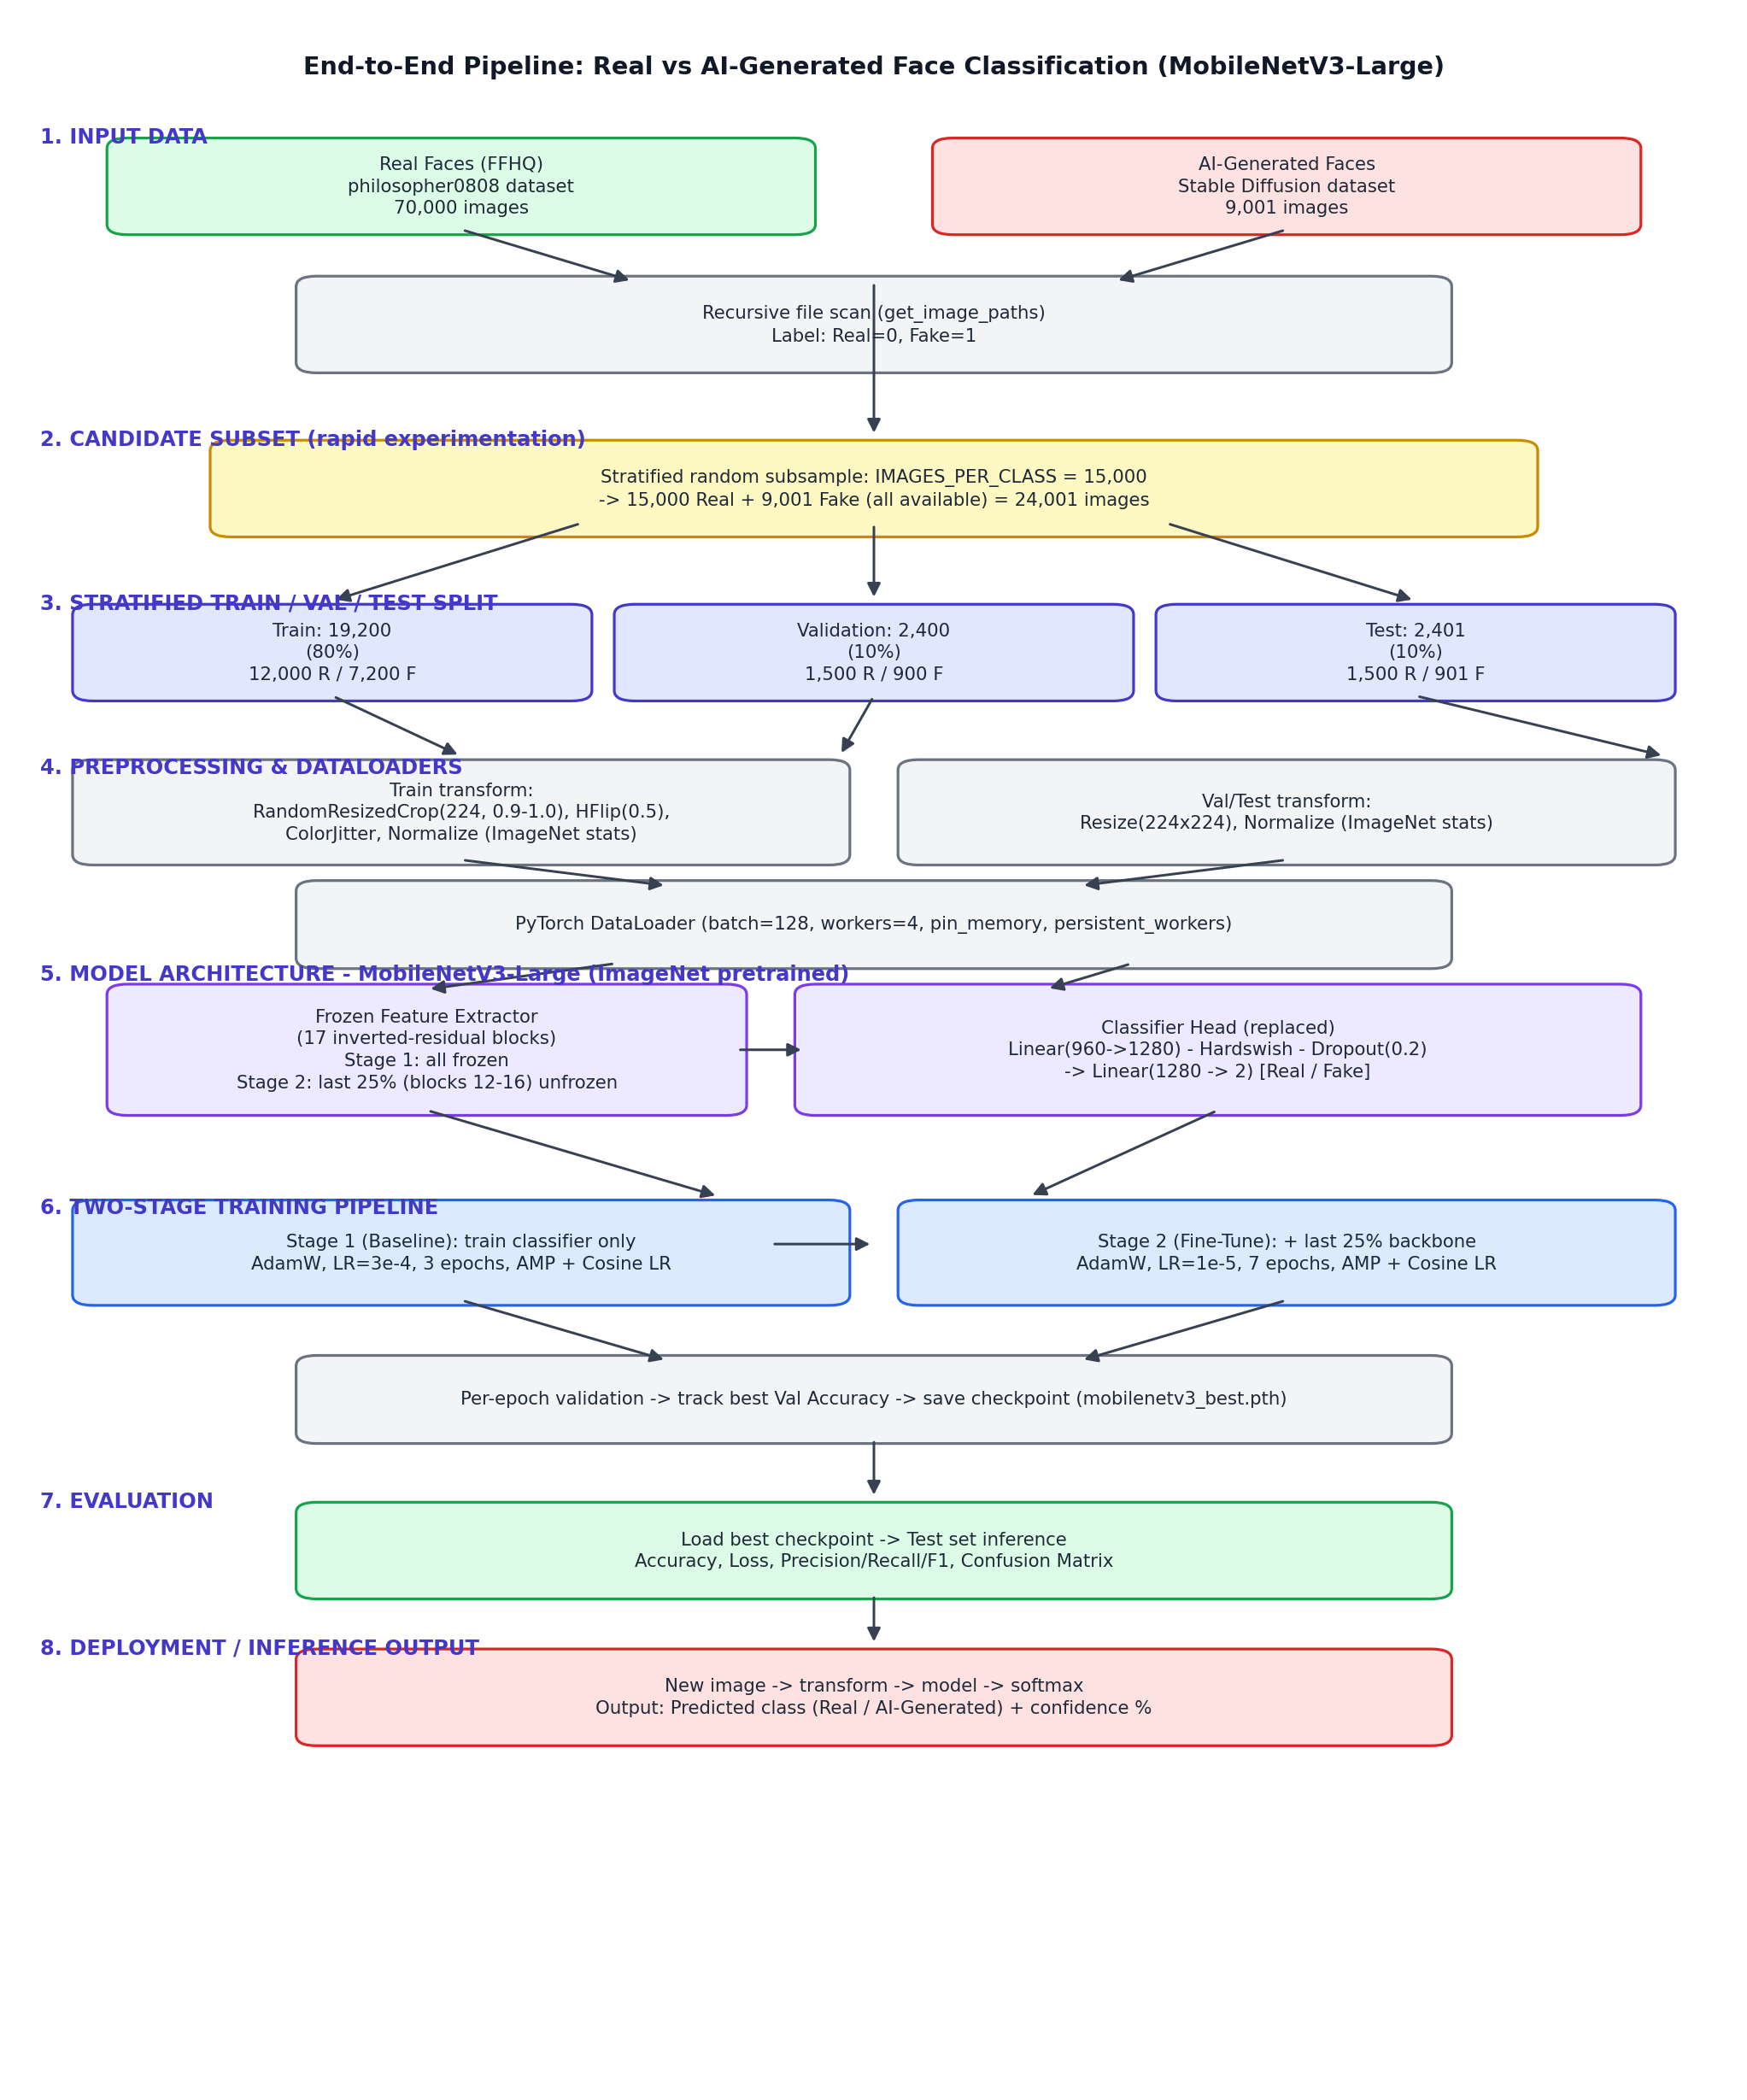 End-to-End Pipeline: Real vs AI-Generated Face Classification (MobileNetV3-Large)
1. INPUT DATA
Real Faces (FFHQ)
philosopher0808 dataset
70,000 images
AI-Generated Faces
Stable Diffusion dataset
9,001 images
Recursive file scan (get_image_paths)
Label: Real=0, Fake=1
2. CANDIDATE SUBSET (rapid experimentation)
Stratified random subsample: IMAGES_PER_CLASS = 15,000
-> 15,000 Real + 9,001 Fake (all available) = 24,001 images
3. STRATIFIED TRAIN / VAL / TEST SPLIT
Train: 19,200
(80%)
12,000 R / 7,200 F
Validation: 2,400
(10%)
1,500 R / 900 F
Test: 2,401
(10%)
1,500 R / 901 F
4. PREPROCESSING & DATALOADERS
Train transform:
RandomResizedCrop(224, 0.9-1.0), HFlip(0.5),
ColorJitter, Normalize (ImageNet stats)
Val/Test transform:
Resize(224x224), Normalize (ImageNet stats)
PyTorch DataLoader (batch=128, workers=4, pin_memory, persistent_workers)
5. MODEL ARCHITECTURE - MobileNetV3-Large (ImageNet pretrained)
Frozen Feature Extractor
(17 inverted-residual blocks)
Stage 1: all frozen
Stage 2: last 25% (blocks 12-16) unfrozen
Classifier Head (replaced)
Linear(960->1280) - Hardswish - Dropout(0.2)
-> Linear(1280 -> 2) [Real / Fake]
6. TWO-STAGE TRAINING PIPELINE
Stage 1 (Baseline): train classifier only
AdamW, LR=3e-4, 3 epochs, AMP + Cosine LR
Stage 2 (Fine-Tune): + last 25% backbone
AdamW, LR=1e-5, 7 epochs, AMP + Cosine LR
Per-epoch validation -> track best Val Accuracy -> save checkpoint (mobilenetv3_best.pth)
7. EVALUATION
Load best checkpoint -> Test set inference
Accuracy, Loss, Precision/Recall/F1, Confusion Matrix
8. DEPLOYMENT / INFERENCE OUTPUT
New image -> transform -> model -> softmax
Output: Predicted class (Real / AI-Generated) + confidence %